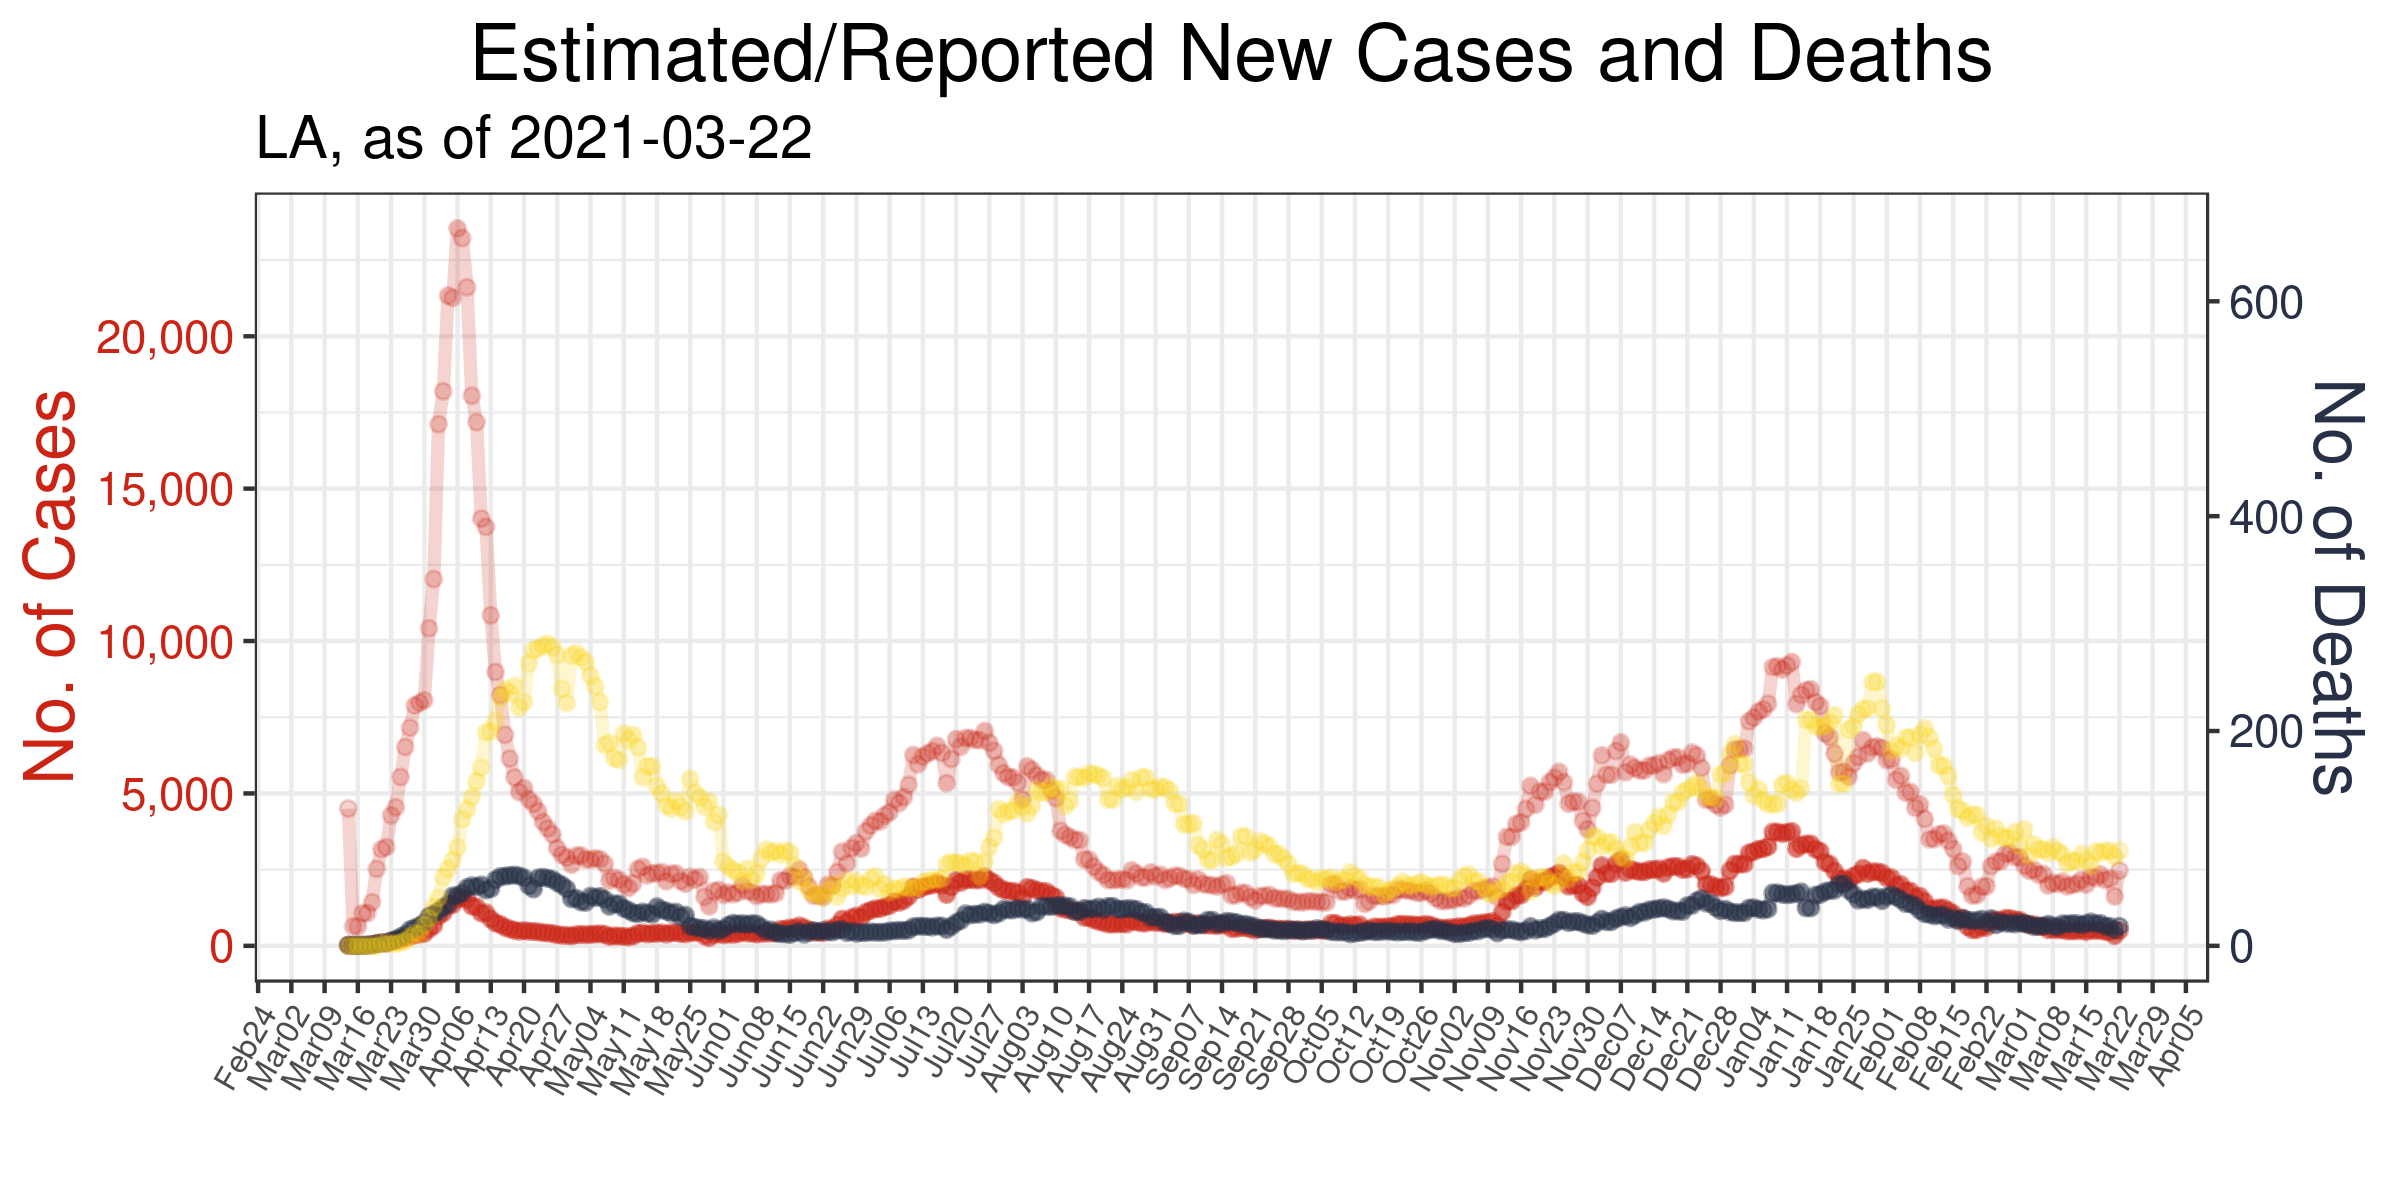 Estimated/Reported New Cases and Deaths
LA, as of 2021-03-22
No. of Cases
20,000
15,000
10,000
5,000
0
600
400
200
0
No. of Deaths
Feb24
Mar02
Mar09
Mar16
Mar23
Mar30
Apr06
Apr13
Apr20
Apr27
May04
May11
May18
May25
Jun01
Jun08
Jun15
Jun22
Jun29
Jul06
Jul13
Jul20
Jul27
Aug03
Aug10
Aug17
Aug24
Aug31
Sep07
Sep14
Sep21
Sep28
Oct05
Oct12
Oct19
Oct26
Nov02
Nov09
Nov16
Nov23
Nov30
Dec07
Dec14
Dec21
Dec28
Jan04
Jan11
Jan18
Jan25
Feb01
Feb08
Feb15
Feb22
Mar01
Mar08
Mar15
Mar22
Mar29
Apr05